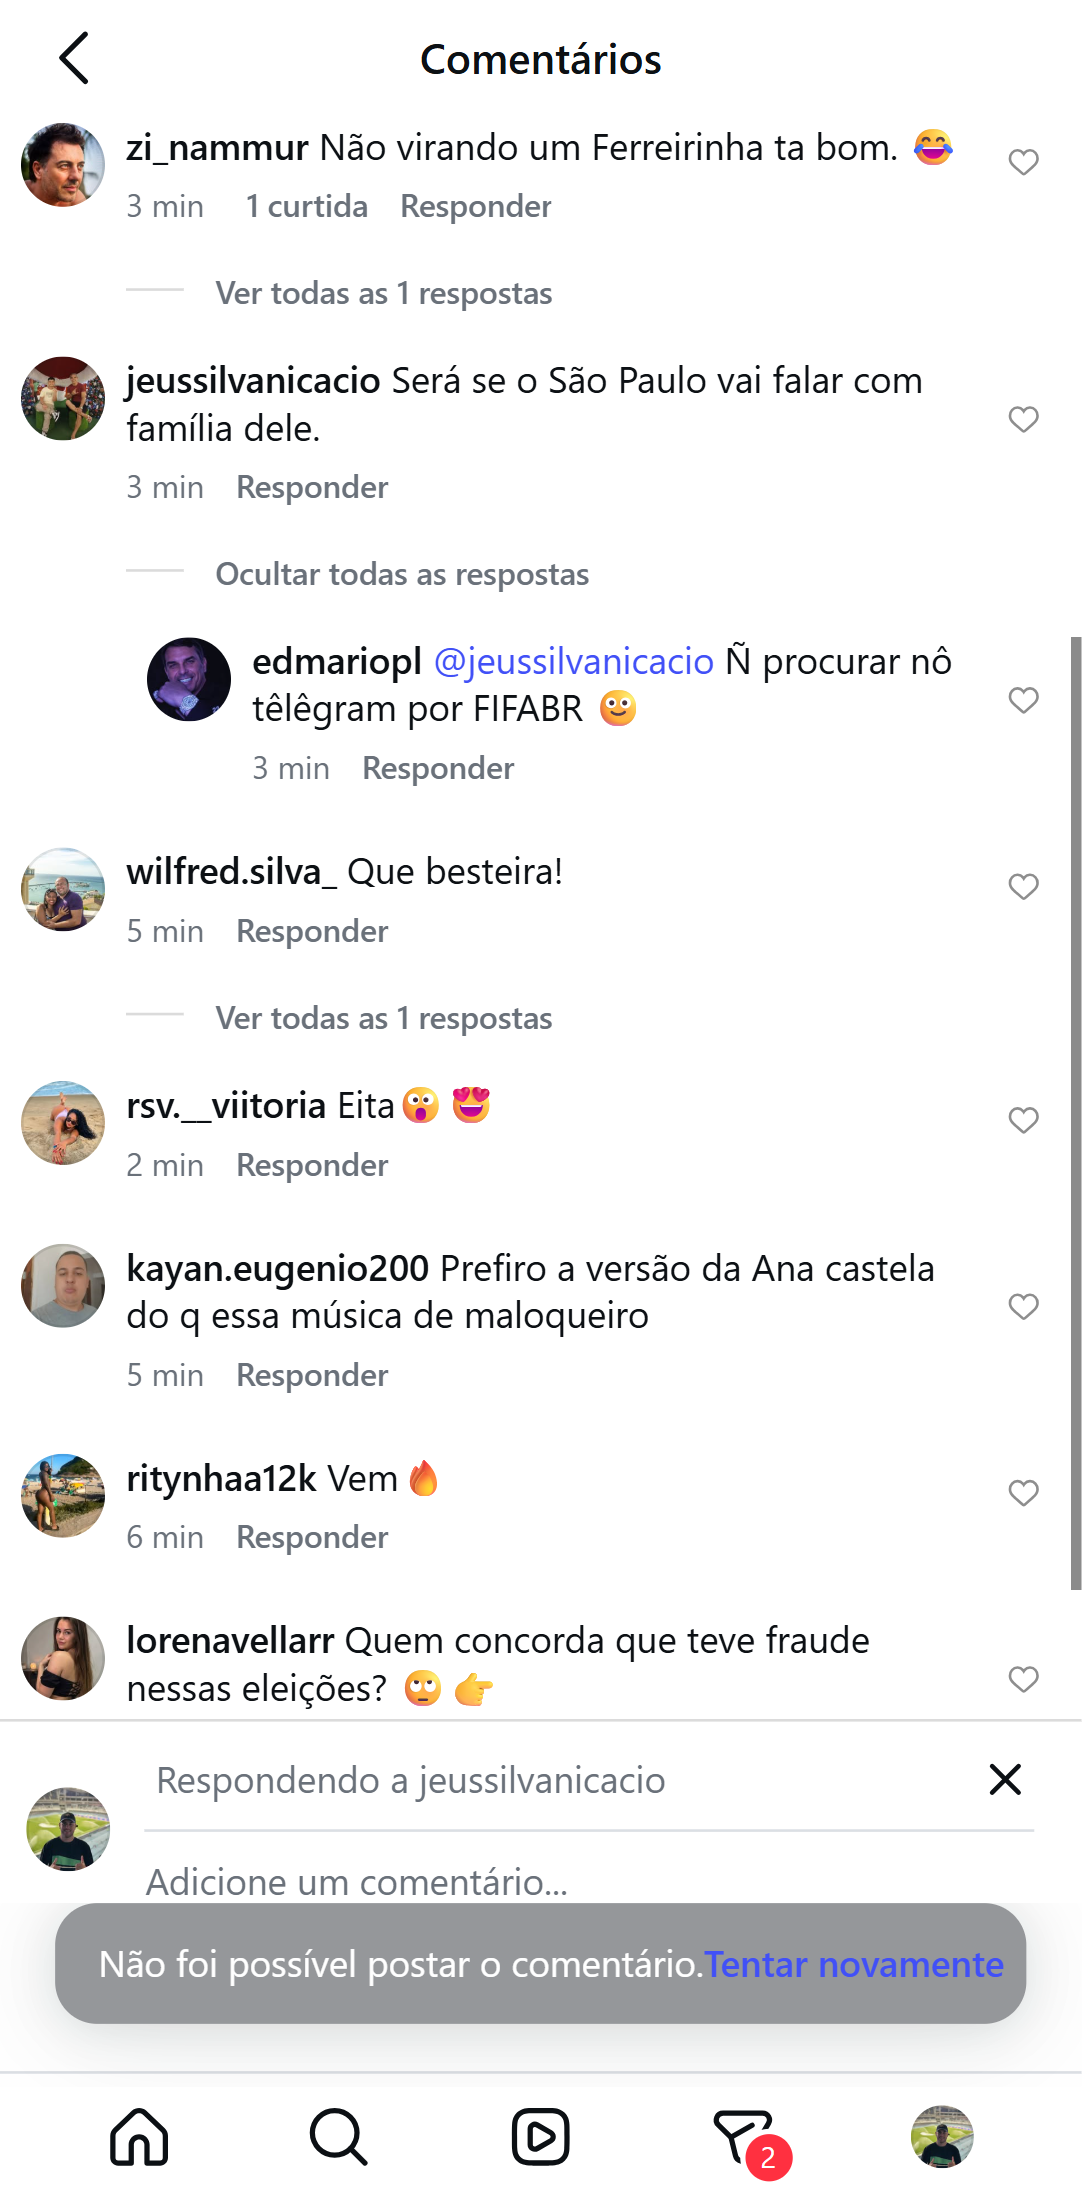 Comentários
zi_nammur Não virando um Ferreirinha ta bom. 😂
3 min 1 curtida Responder
Ver todas as 1 respostas
jeussilvanicacio Será se o São Paulo vai falar com
família dele.
3 min Responder
Ocultar todas as respostas
edmariopl @jeussilvanicacio Ñ procurar nô
têlêgram por FIFABR 🙂
3 min Responder
wilfred.silva_ Que besteira!
5 min Responder
Ver todas as 1 respostas
rsv.__viitoria Eita😲😍
2 min Responder
kayan.eugenio200 Prefiro a versão da Ana castela
do q essa música de maloqueiro
5 min Responder
ritynhaa12k Vem🔥
6 min Responder
lorenavellarr Quem concorda que teve fraude
nessas eleições? 🙄👉
Respondendo a jeussilvanicacio
Adicione um comentário...
Não foi possível postar o comentário.Tentar novamente
2